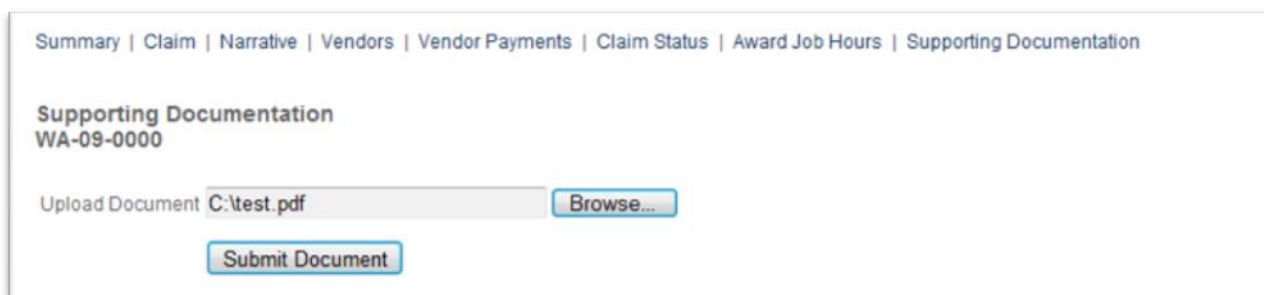 Summary | Claim | Narrative | Vendors | Vendor Payments | Claim Status | Award Job Hours | Supporting Documentation
Supporting Documentation
WA-09-0000
Upload Document C:\test.pdf Browse...
Submit Document